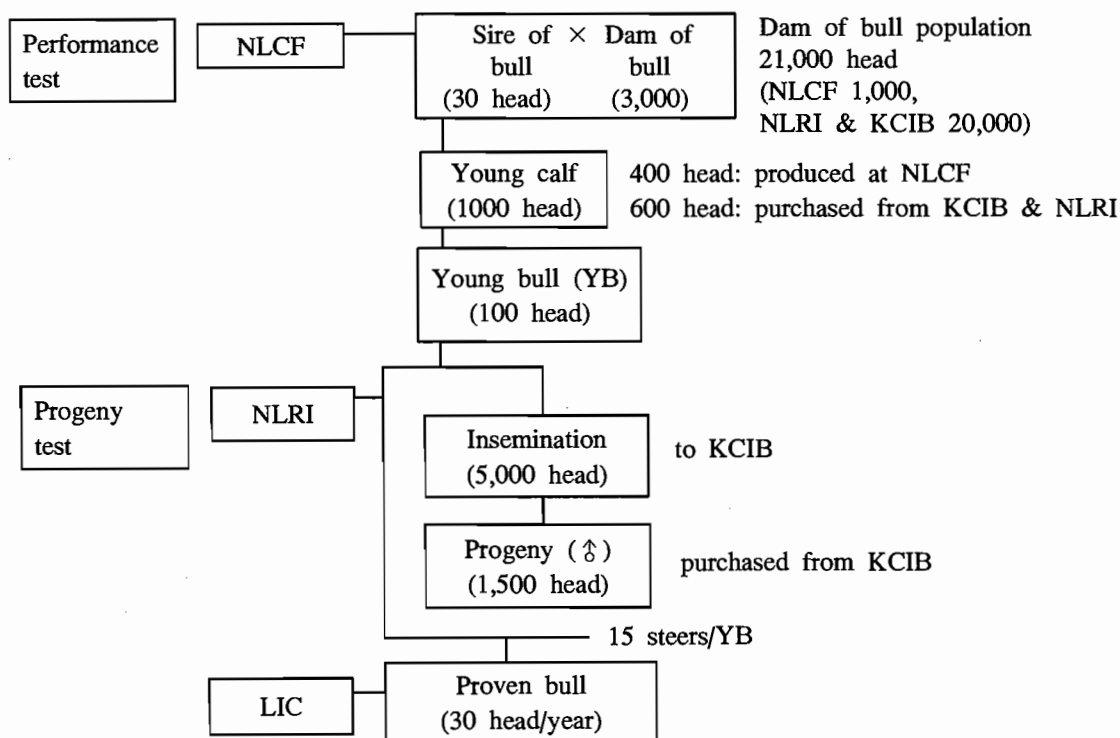 Performance
test
NLCF
Sire of × Dam of
bull bull
(30 head) (3,000)
Dam of bull population
21,000 head
(NLCF 1,000,
NLRI & KCIB 20,000)
Young calf
(1000 head)
400 head: produced at NLCF
600 head: purchased from KCIB & NLRI
Young bull (YB)
(100 head)
Progeny
test
NLRI
Insemination
(5,000 head)
to KCIB
Progeny (♂)
(1,500 head)
purchased from KCIB
15 steers/YB
LIC
Proven bull
(30 head/year)